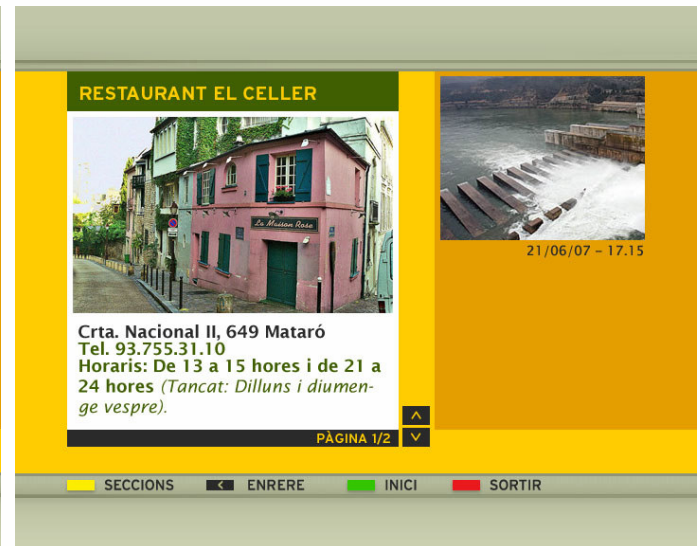 RESTAURANT EL CELLER
La Maison Rose
Crta. Nacional II, 649 Mataró
Tel. 93.755.31.10
Horaris: De 13 a 15 hores i de 21 a
24 hores (Tancat: Dilluns i diumen-
ge vespre).
PÀGINA 1/2
21/06/07 – 17.15
SECCIONS
ENRERE
INICI
SORTIR